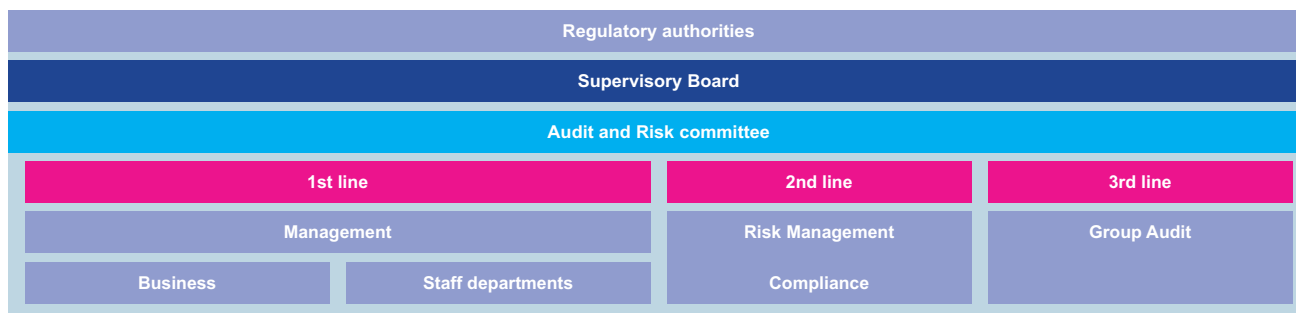 Regulatory authorities
Supervisory Board
Audit and Risk committee
1st line
2nd line
3rd line
Management
Risk Management
Group Audit
Business
Staff departments
Compliance